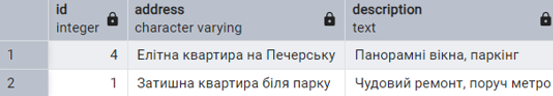 id address description
integer character varying text
1 4 Елітна квартира на Печерську Панорамні вікна, паркінг
2 1 Затишна квартира біля парку Чудовий ремонт, поруч метро